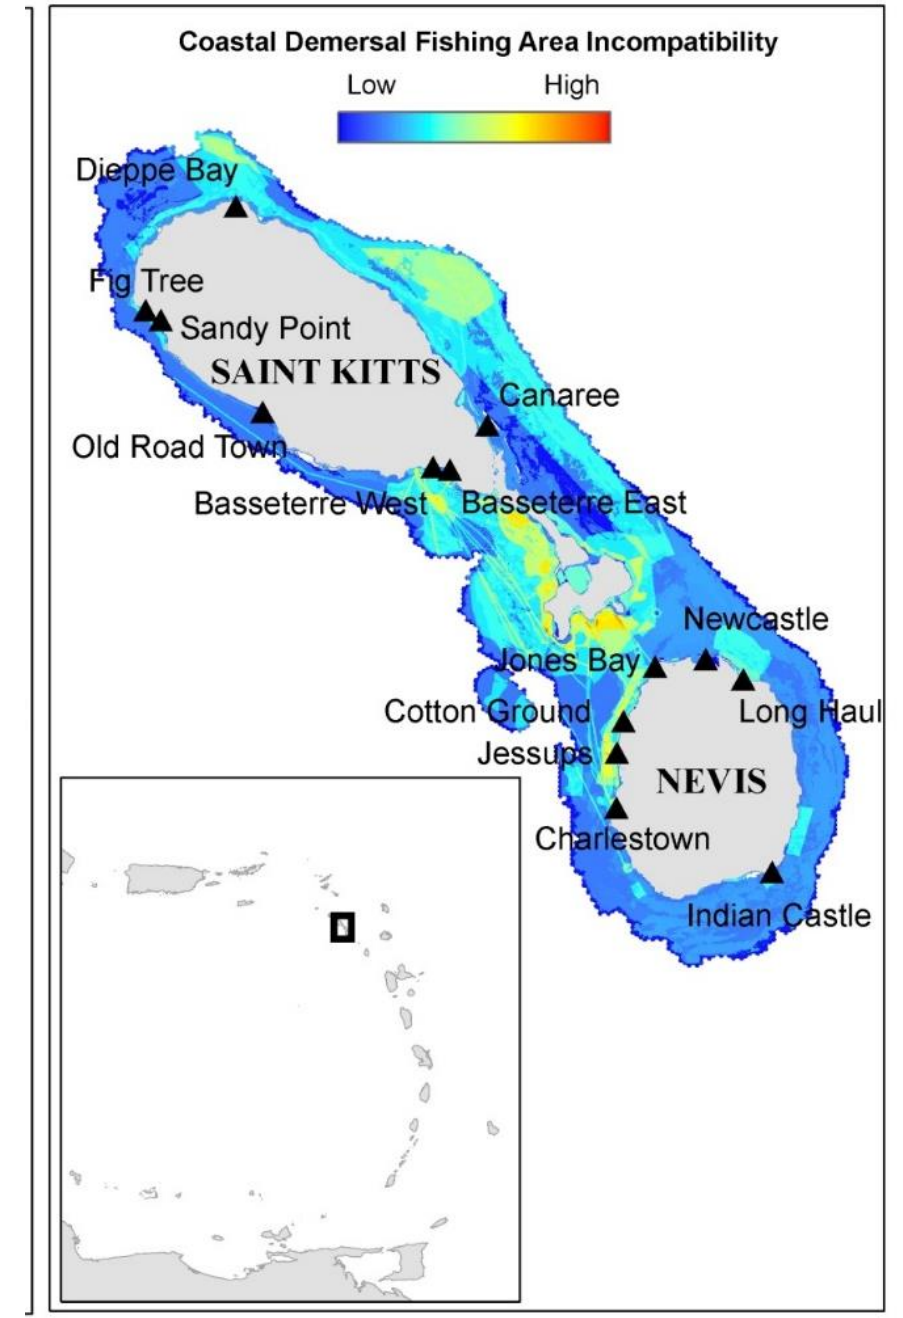 Coastal Demersal Fishing Area Incompatibility
Low High
Dieppe Bay
Fig Tree
Sandy Point
SAINT KITTS
Canaree
Old Road Town
Basseterre West Basseterre East
Newcastle
Jones Bay
Cotton Ground Long Haul
Jessups
NEVIS
Charlestown
Indian Castle